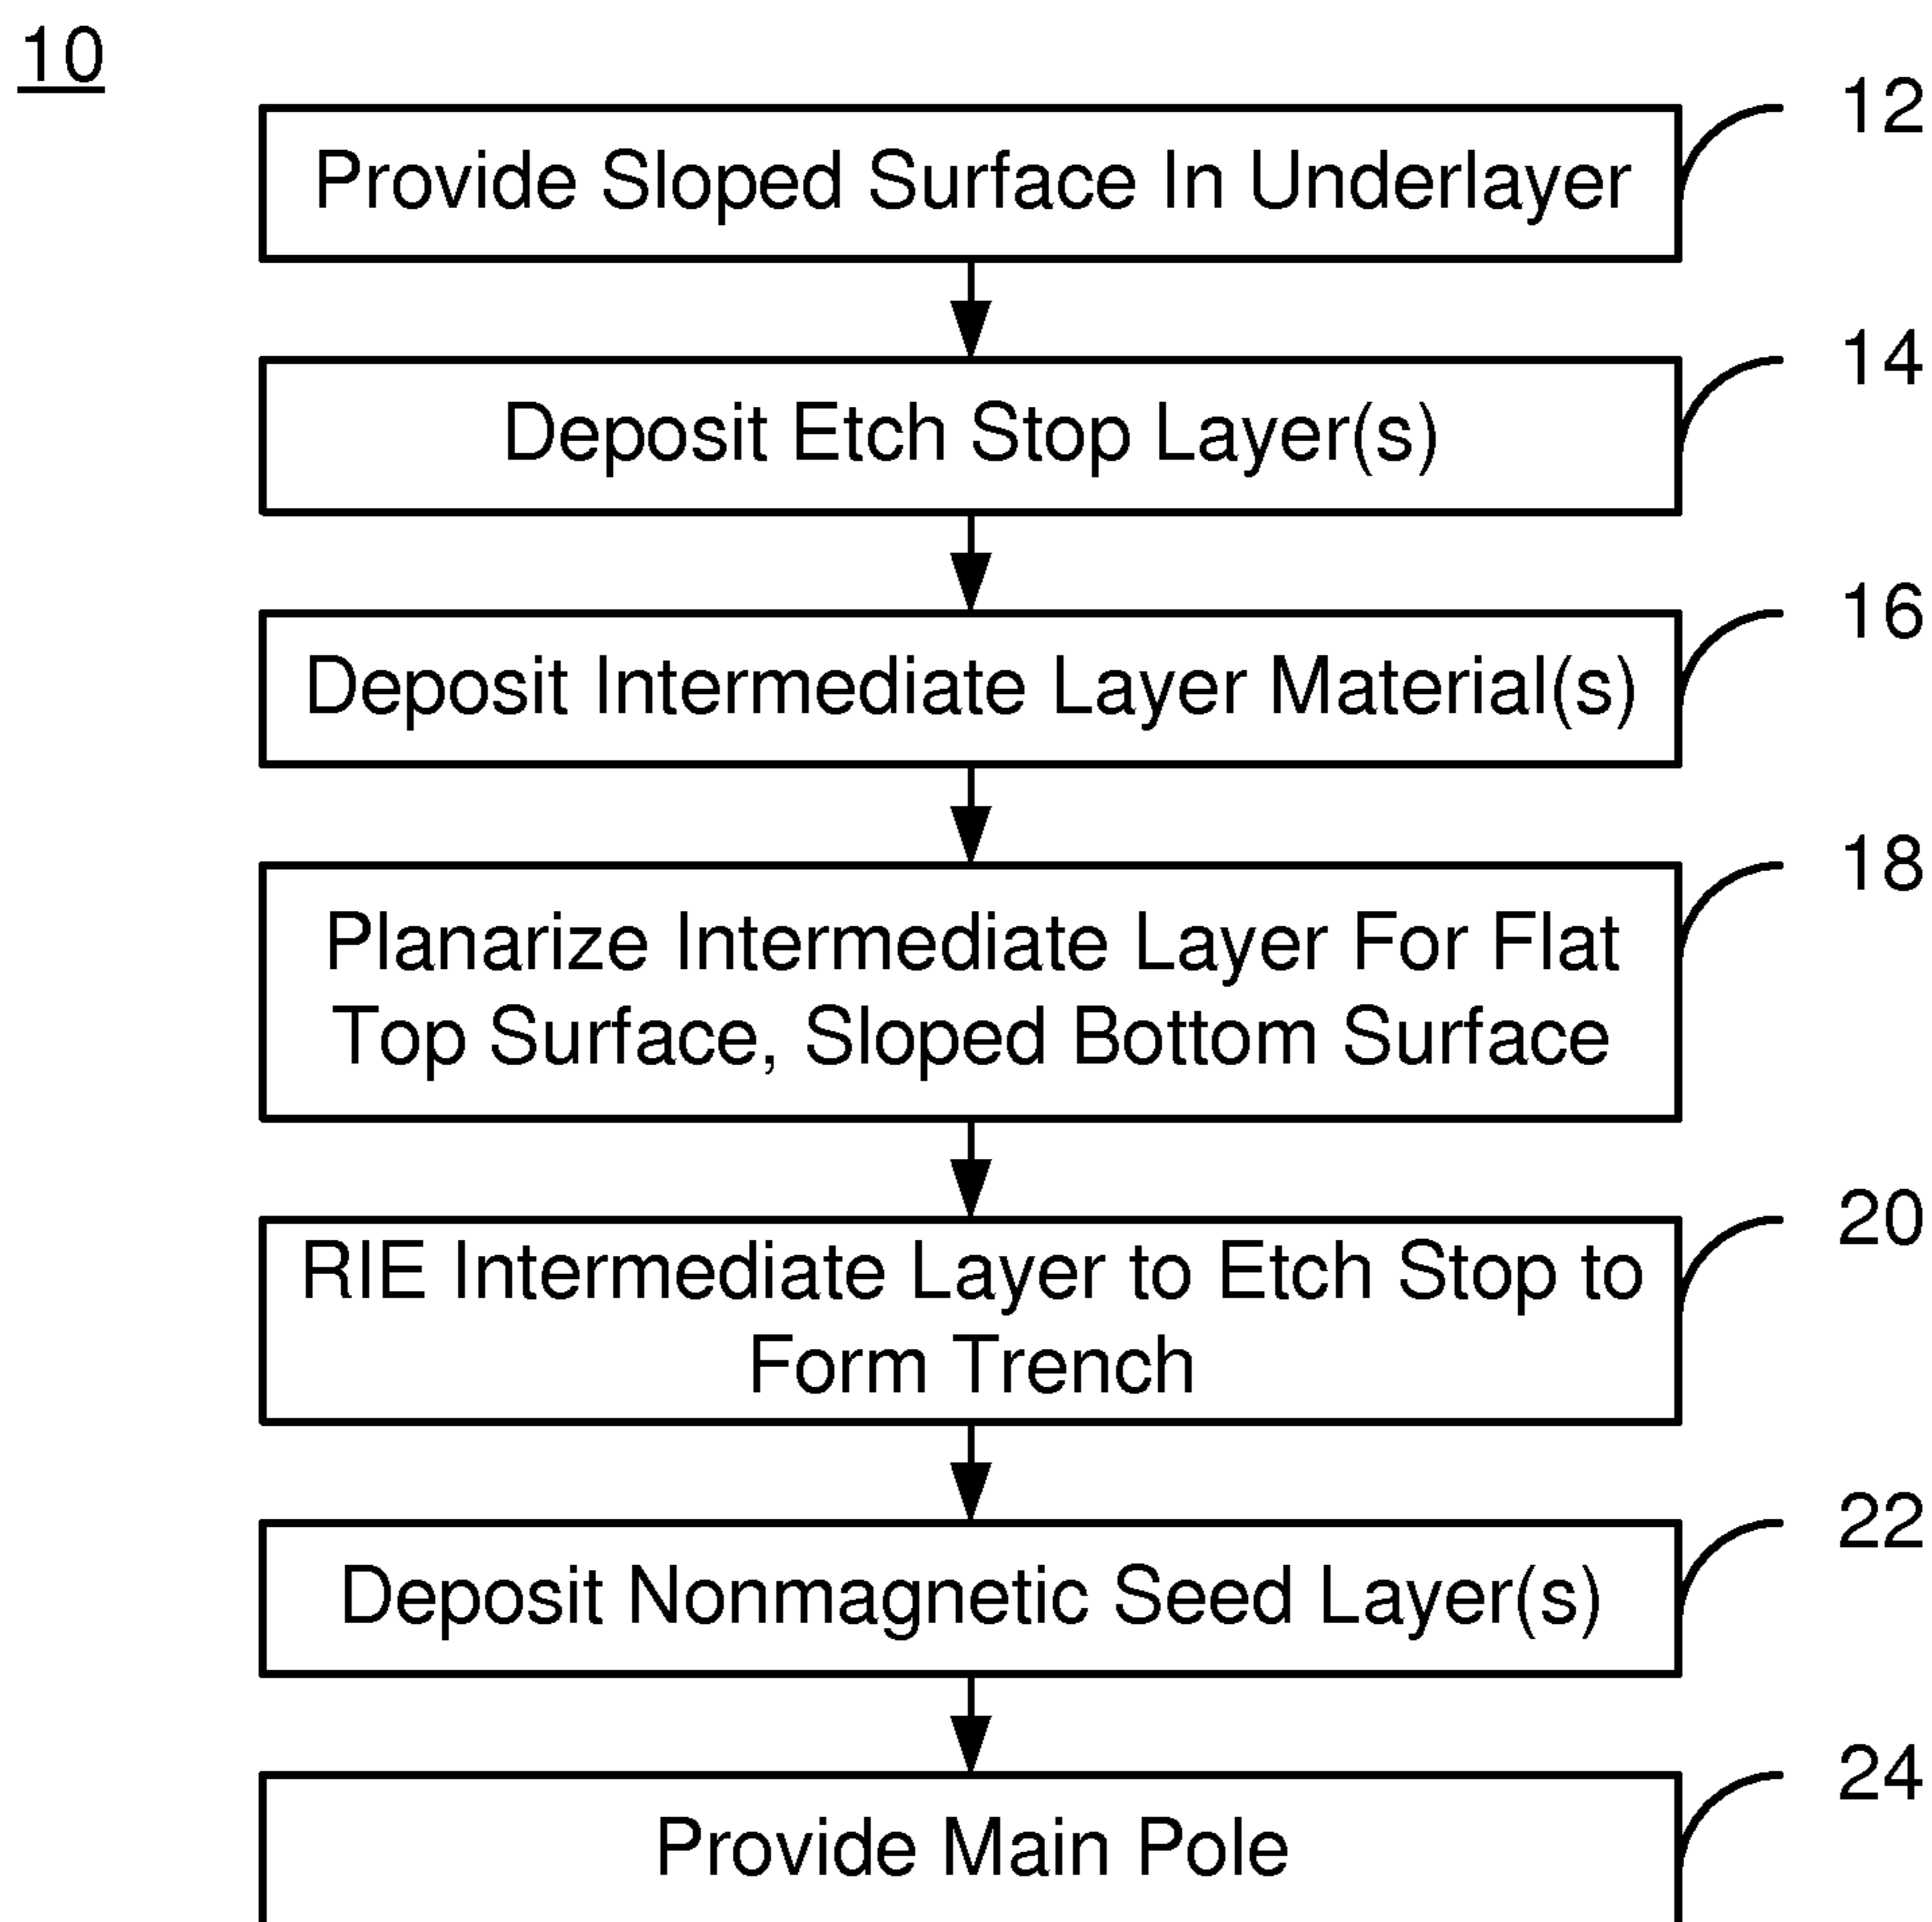 10
12
Provide Sloped Surface In Underlayer
14
Deposit Etch Stop Layer(s)
16
Deposit Intermediate Layer Material(s)
18
Planarize Intermediate Layer For Flat
Top Surface, Sloped Bottom Surface
20
RIE Intermediate Layer to Etch Stop to
Form Trench
22
Deposit Nonmagnetic Seed Layer(s)
24
Provide Main Pole